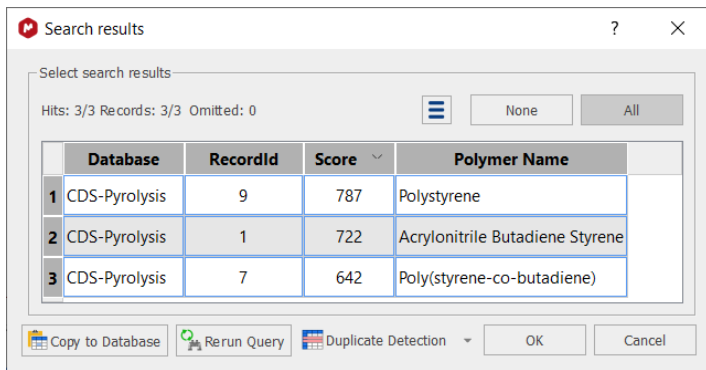 Search results
?
Select search results
Hits: 3/3 Records: 3/3 Omitted: 0
None
All
Database RecordId Score Polymer Name
1 CDS-Pyrolysis 9 787 Polystyrene
2 CDS-Pyrolysis 1 722 Acrylonitrile Butadiene Styrene
3 CDS-Pyrolysis 7 642 Poly(styrene-co-butadiene)
Copy to Database Rerun Query Duplicate Detection OK Cancel